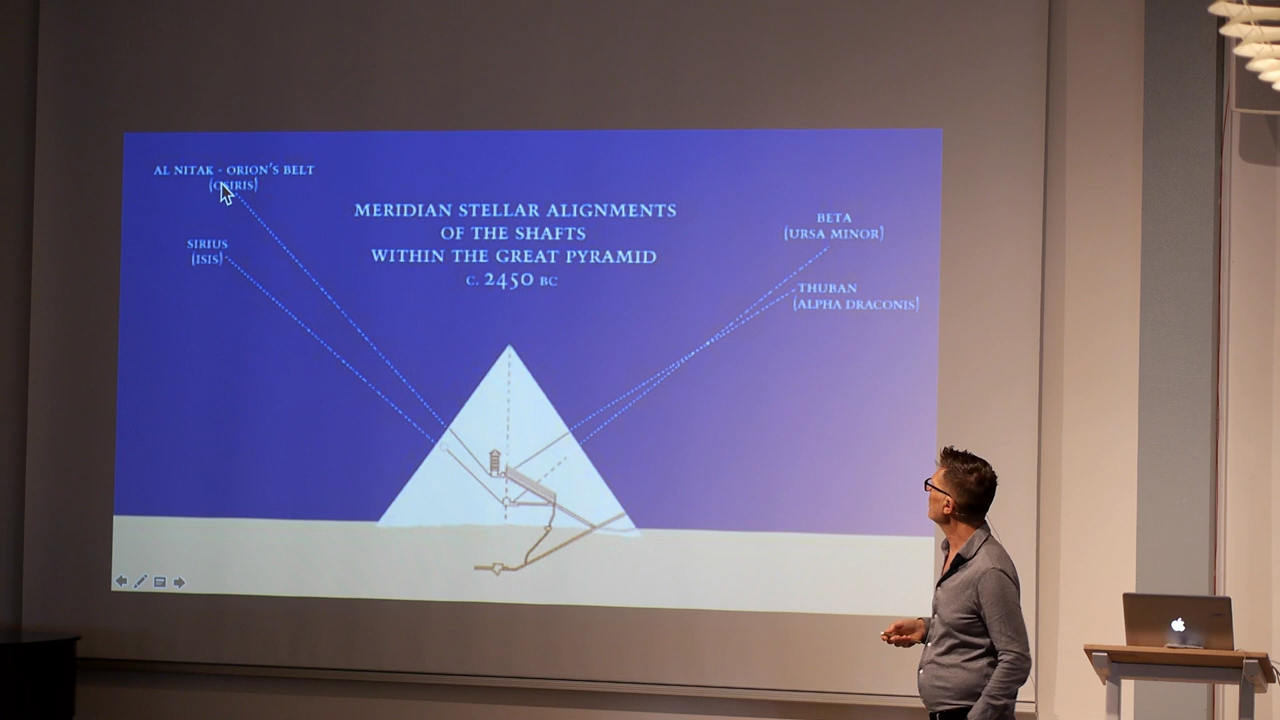 AL NITAK - ORION'S BELT
(OSIRIS)
SIRIUS
(ISIS)
MERIDIAN STELLAR ALIGNMENTS
OF THE SHAFTS
WITHIN THE GREAT PYRAMID
C. 2450 BC
BETA
(URSA MINOR)
THUBAN
(ALPHA DRACONIS)